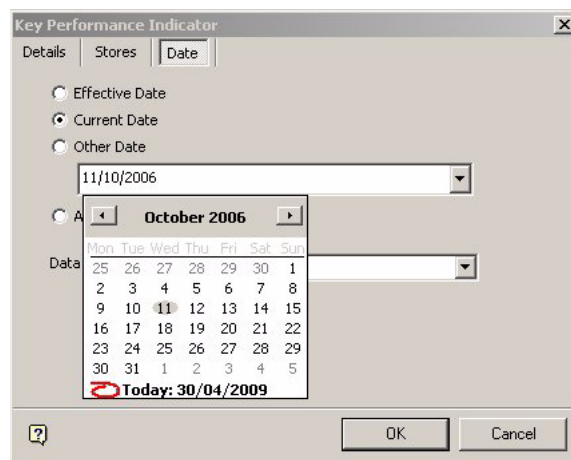 Key Performance Indicator
Details Stores Date
Effective Date
Current Date
Other Date
11/10/2006
A
October 2006
Mon Tue Wed Thu Fri Sat Sun
Data
25 26 27 28 29 30 1
2 3 4 5 6 7 8
9 10 11 12 13 14 15
16 17 18 19 20 21 22
23 24 25 26 27 28 29
30 31 1 2 3 4 5
Today: 30/04/2009
OK Cancel